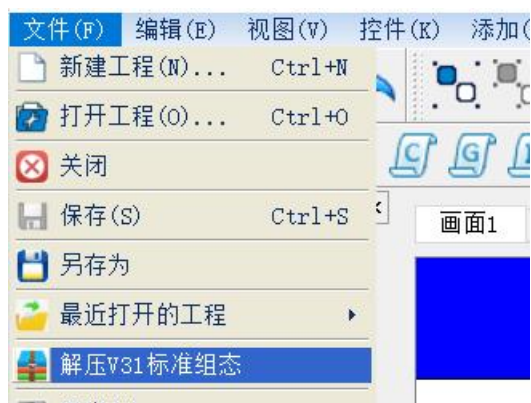 文件(F) 编辑(E) 视图(V) 控件(K) 添加(
新建工程(N)... Ctrl+N
打开工程(O)... Ctrl+O
关闭
C G
保存(S) Ctrl+S
画面1
另存为
最近打开的工程
解压V31标准组态